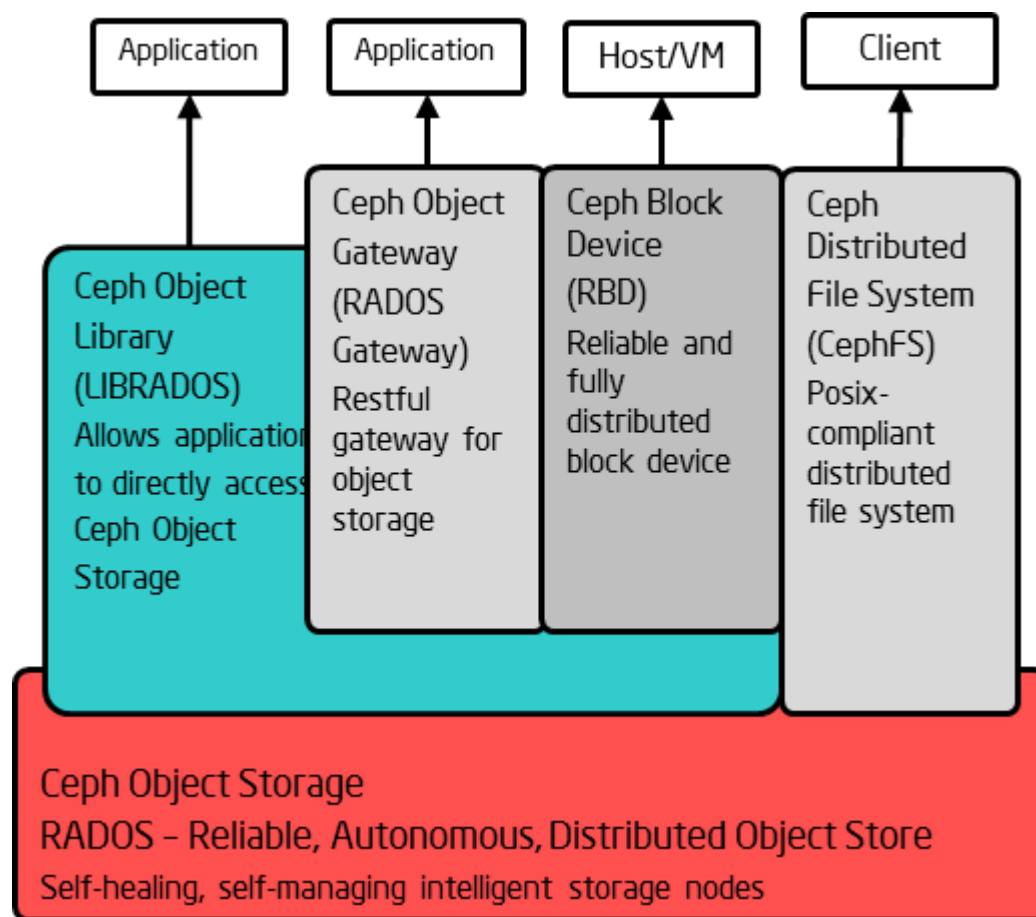 Application
Application
Host/VM
Client
Ceph Object
Library
(LIBRADOS)
Allows application
to directly access
Ceph Object
Storage
Ceph Object
Gateway
(RADOS
Gateway)
Restful
gateway for
object
storage
Ceph Block
Device
(RBD)
Reliable and
fully
distributed
block device
Ceph
Distributed
File System
(CephFS)
Posix-
compliant
distributed
file system
Ceph Object Storage
RADOS – Reliable, Autonomous, Distributed Object Store
Self-healing, self-managing intelligent storage nodes